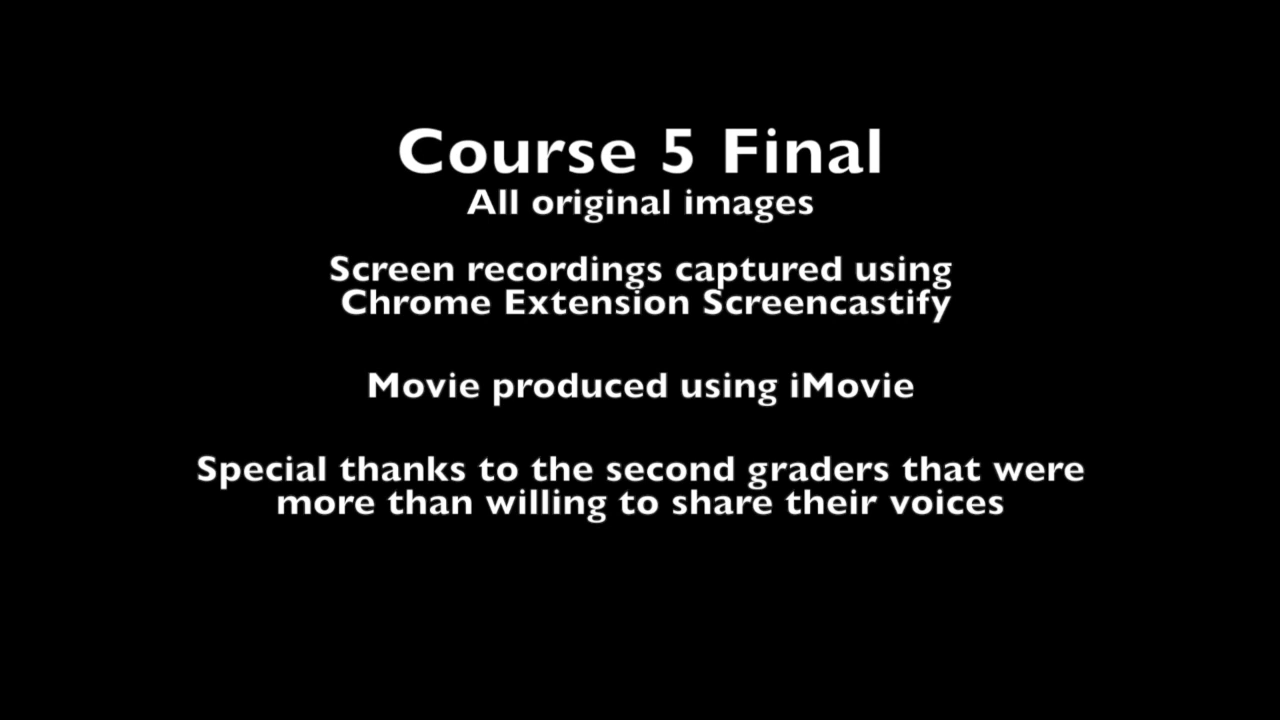 Course 5 Final
All original images
Screen recordings captured using
Chrome Extension Screencastify
Movie produced using iMovie
Special thanks to the second graders that were
more than willing to share their voices